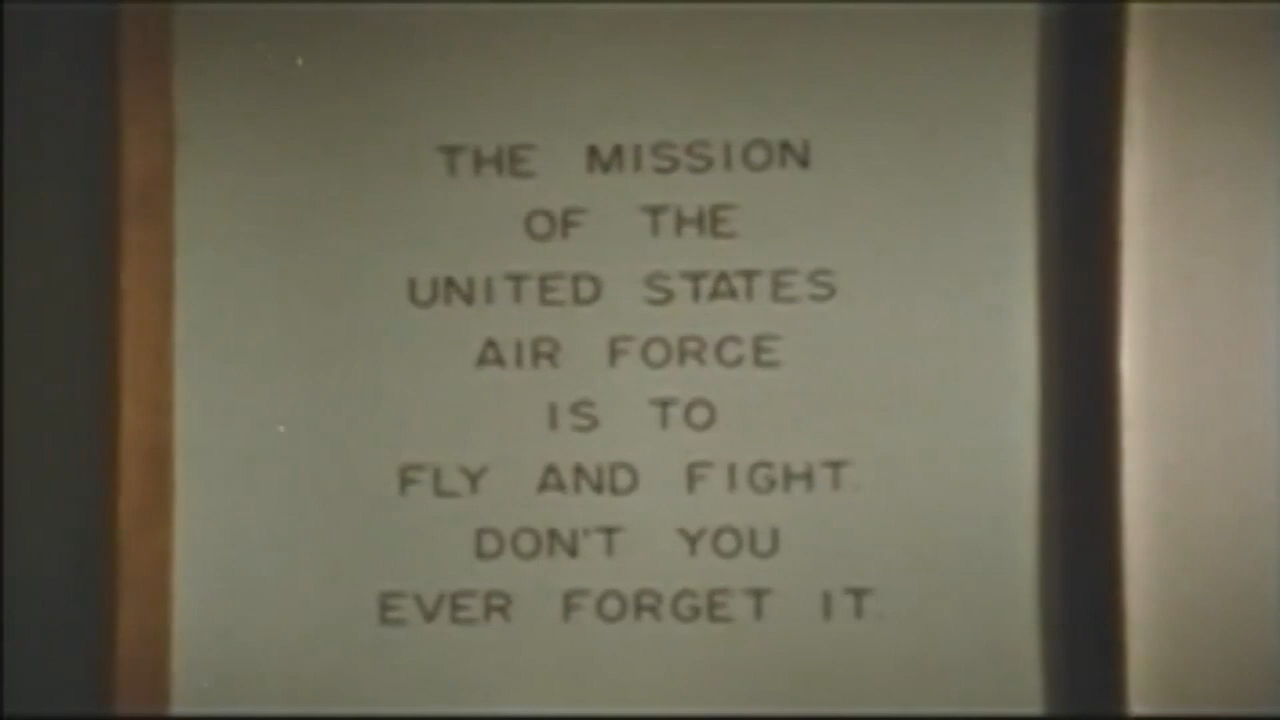 THE MISSION
OF THE
UNITED STATES
AIR FORCE
IS TO
FLY AND FIGHT.
DON'T YOU
EVER FORGET IT.